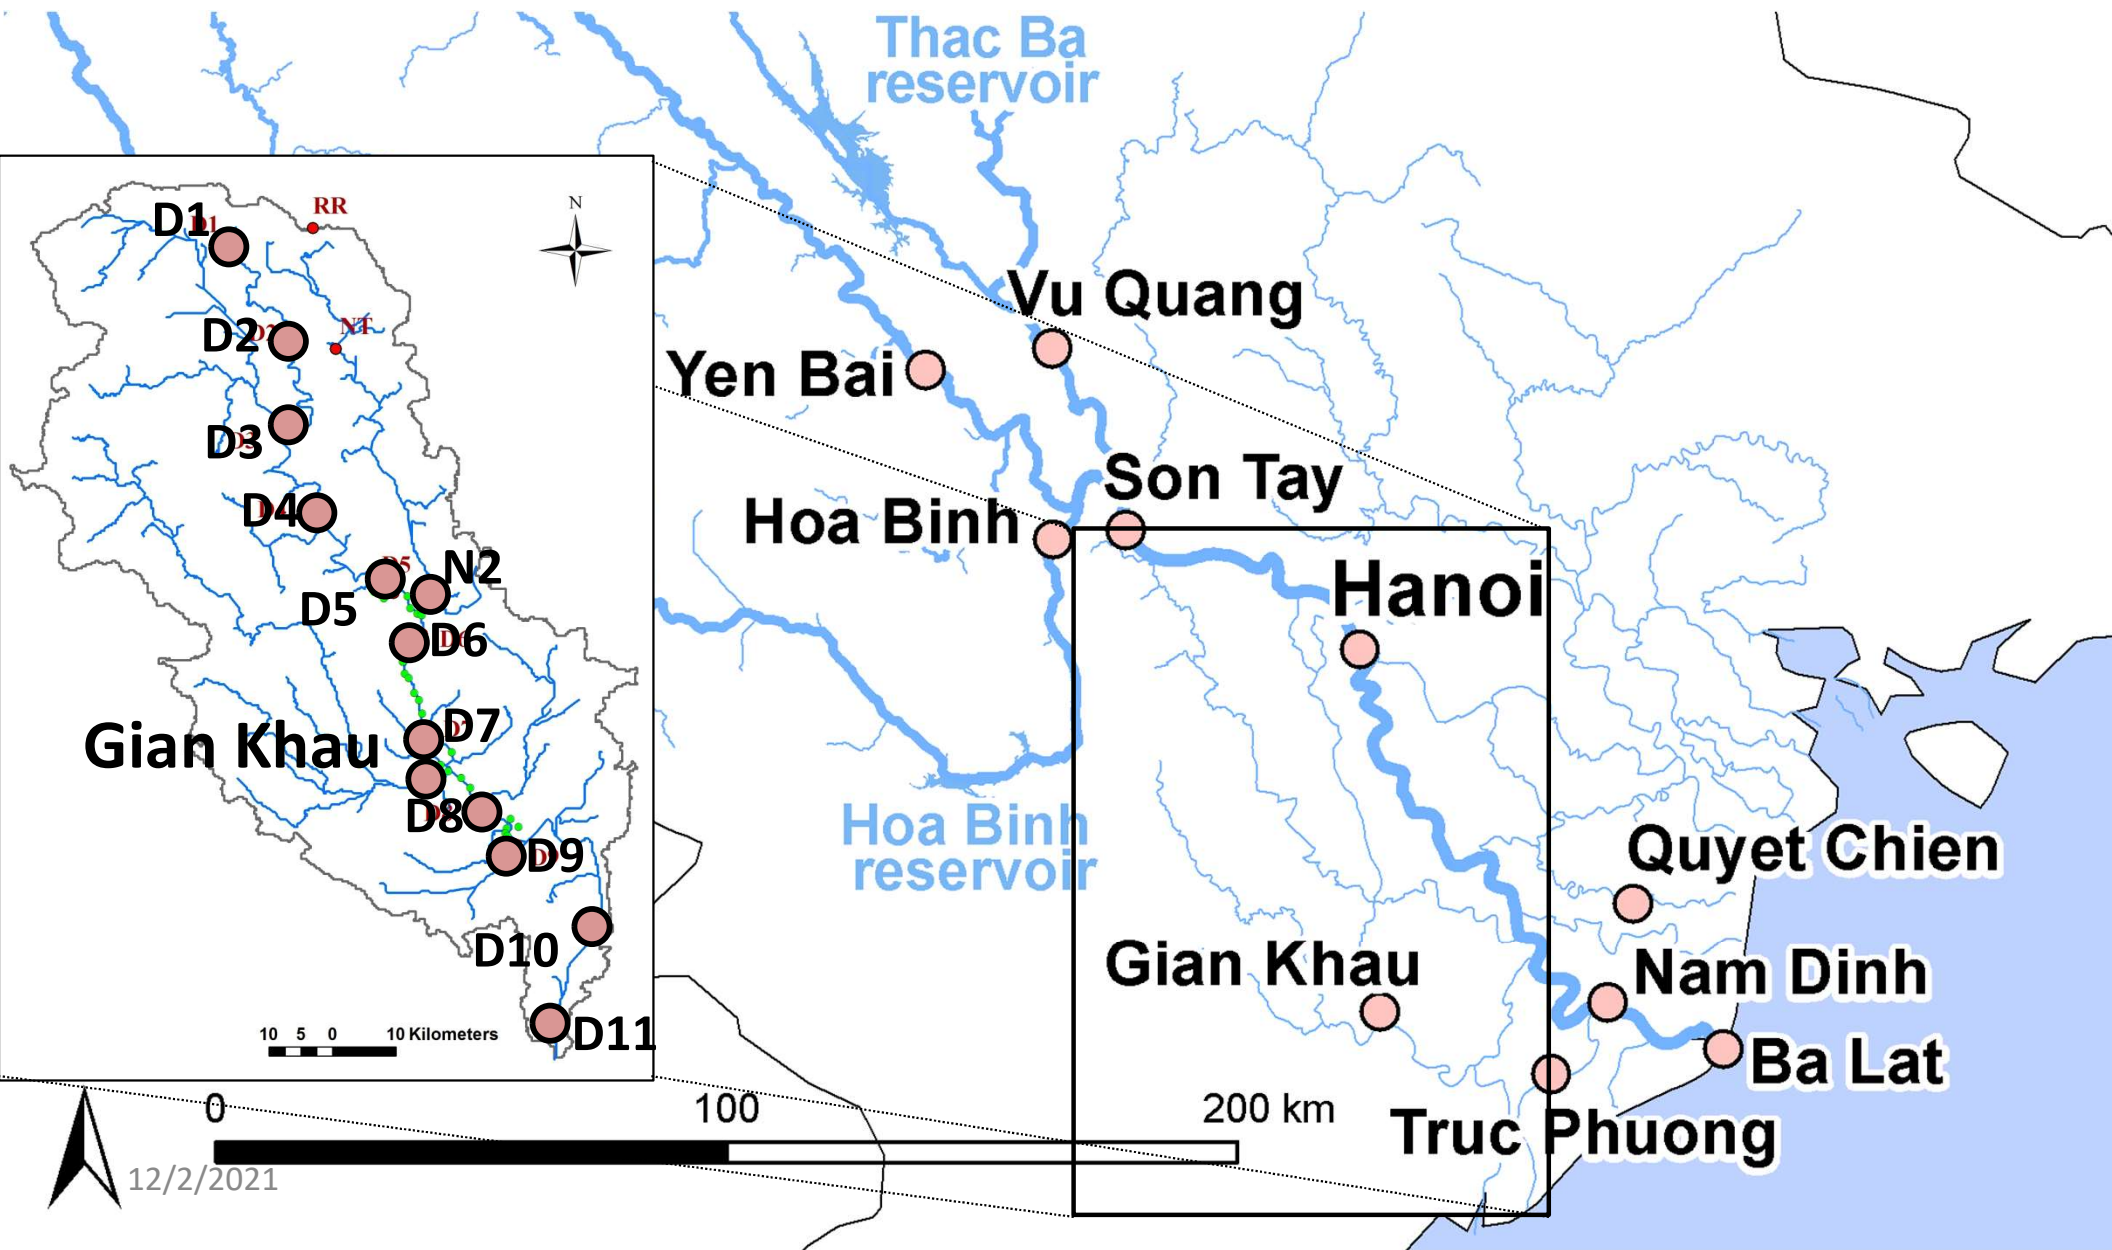 Thac Ba
reservoir
RR
D1
D1
N
Vu Quang
D2
NT
Yen Bai
D3
Son Tay
D4
Hoa Binh
N2
D5
Hanoi
D6
D7
Gian Khau
Hoa Binh
reservoir
D8
D9
Quyet Chien
D10
Gian Khau
Nam Dinh
D11
10 5 0 10 Kilometers
Ba Lat
0 100 200 km
Truc Phuong
12/2/2021